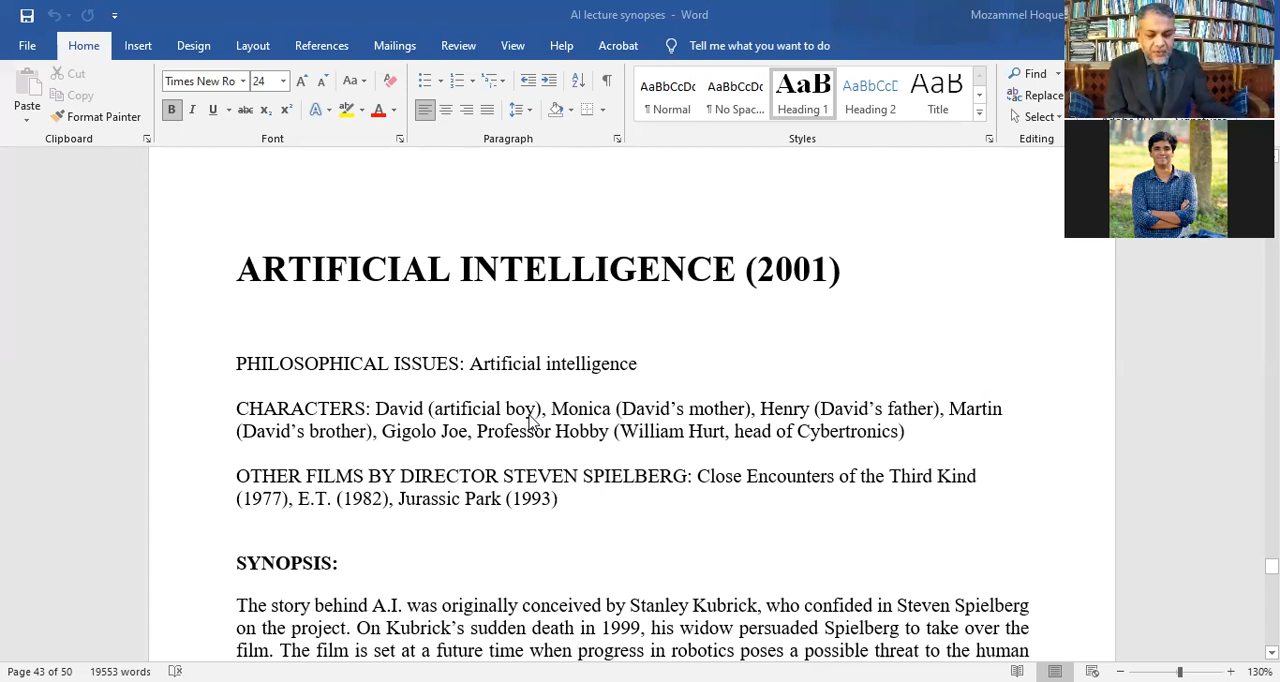 AI lecture synopses - Word
Mozammel Hoque
File Home Insert Design Layout References Mailings Review View Help Acrobat Tell me what you want to do
Paste
Cut
Copy
Format Painter
Clipboard
Times New Ro 24 Aa
B I U abc x₂ x² A A
Font
Paragraph
AaBbCcDc AaBbCcDc AaB AaBbCcC AaB
¶ Normal ¶ No Spac... Heading 1 Heading 2 Title
Styles
Find
Replace
Select
Editing
ARTIFICIAL INTELLIGENCE (2001)
PHILOSOPHICAL ISSUES: Artificial intelligence
CHARACTERS: David (artificial boy), Monica (David’s mother), Henry (David’s father), Martin
(David’s brother), Gigolo Joe, Professor Hobby (William Hurt, head of Cybertronics)
OTHER FILMS BY DIRECTOR STEVEN SPIELBERG: Close Encounters of the Third Kind
(1977), E.T. (1982), Jurassic Park (1993)
SYNOPSIS:
The story behind A.I. was originally conceived by Stanley Kubrick, who confided in Steven Spielberg
on the project. On Kubrick’s sudden death in 1999, his widow persuaded Spielberg to take over the
film. The film is set at a future time when progress in robotics poses a possible threat to the human
Page 43 of 50 19553 words 130%